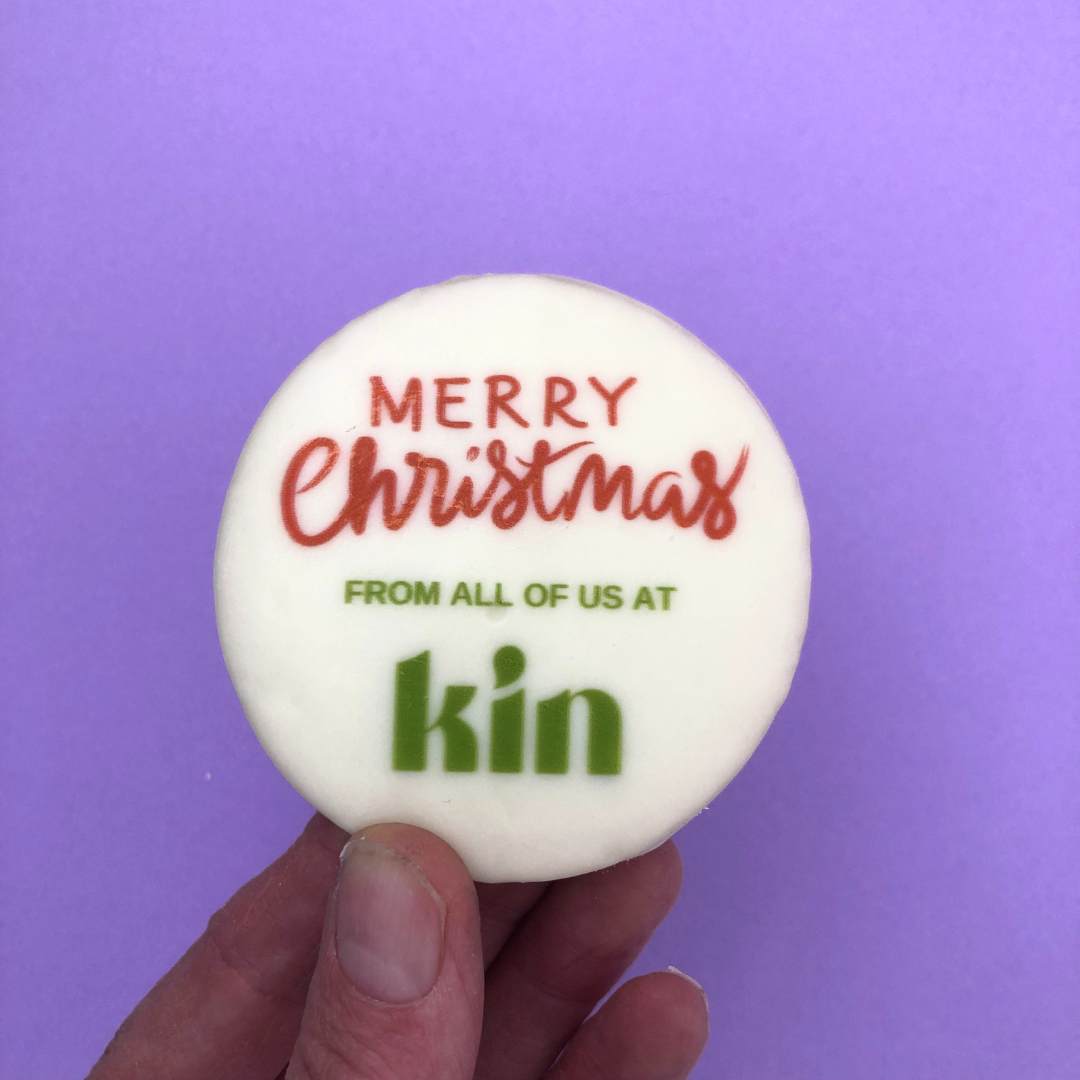 MERRY
Christmas
FROM ALL OF US AT
kin